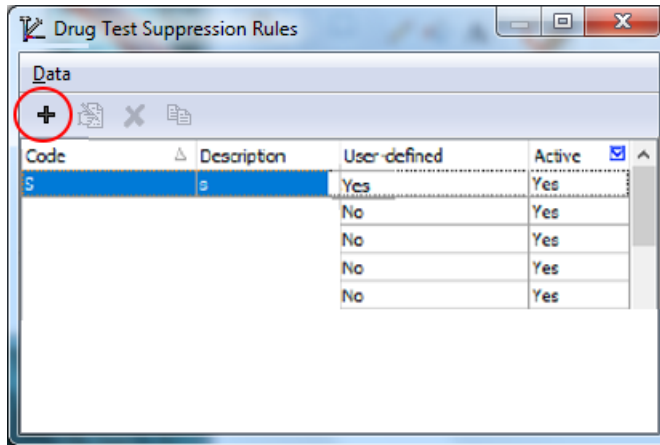 Drug Test Suppression Rules
Data
Code Description User-defined Active
S s Yes Yes
No Yes
No Yes
No Yes
No Yes